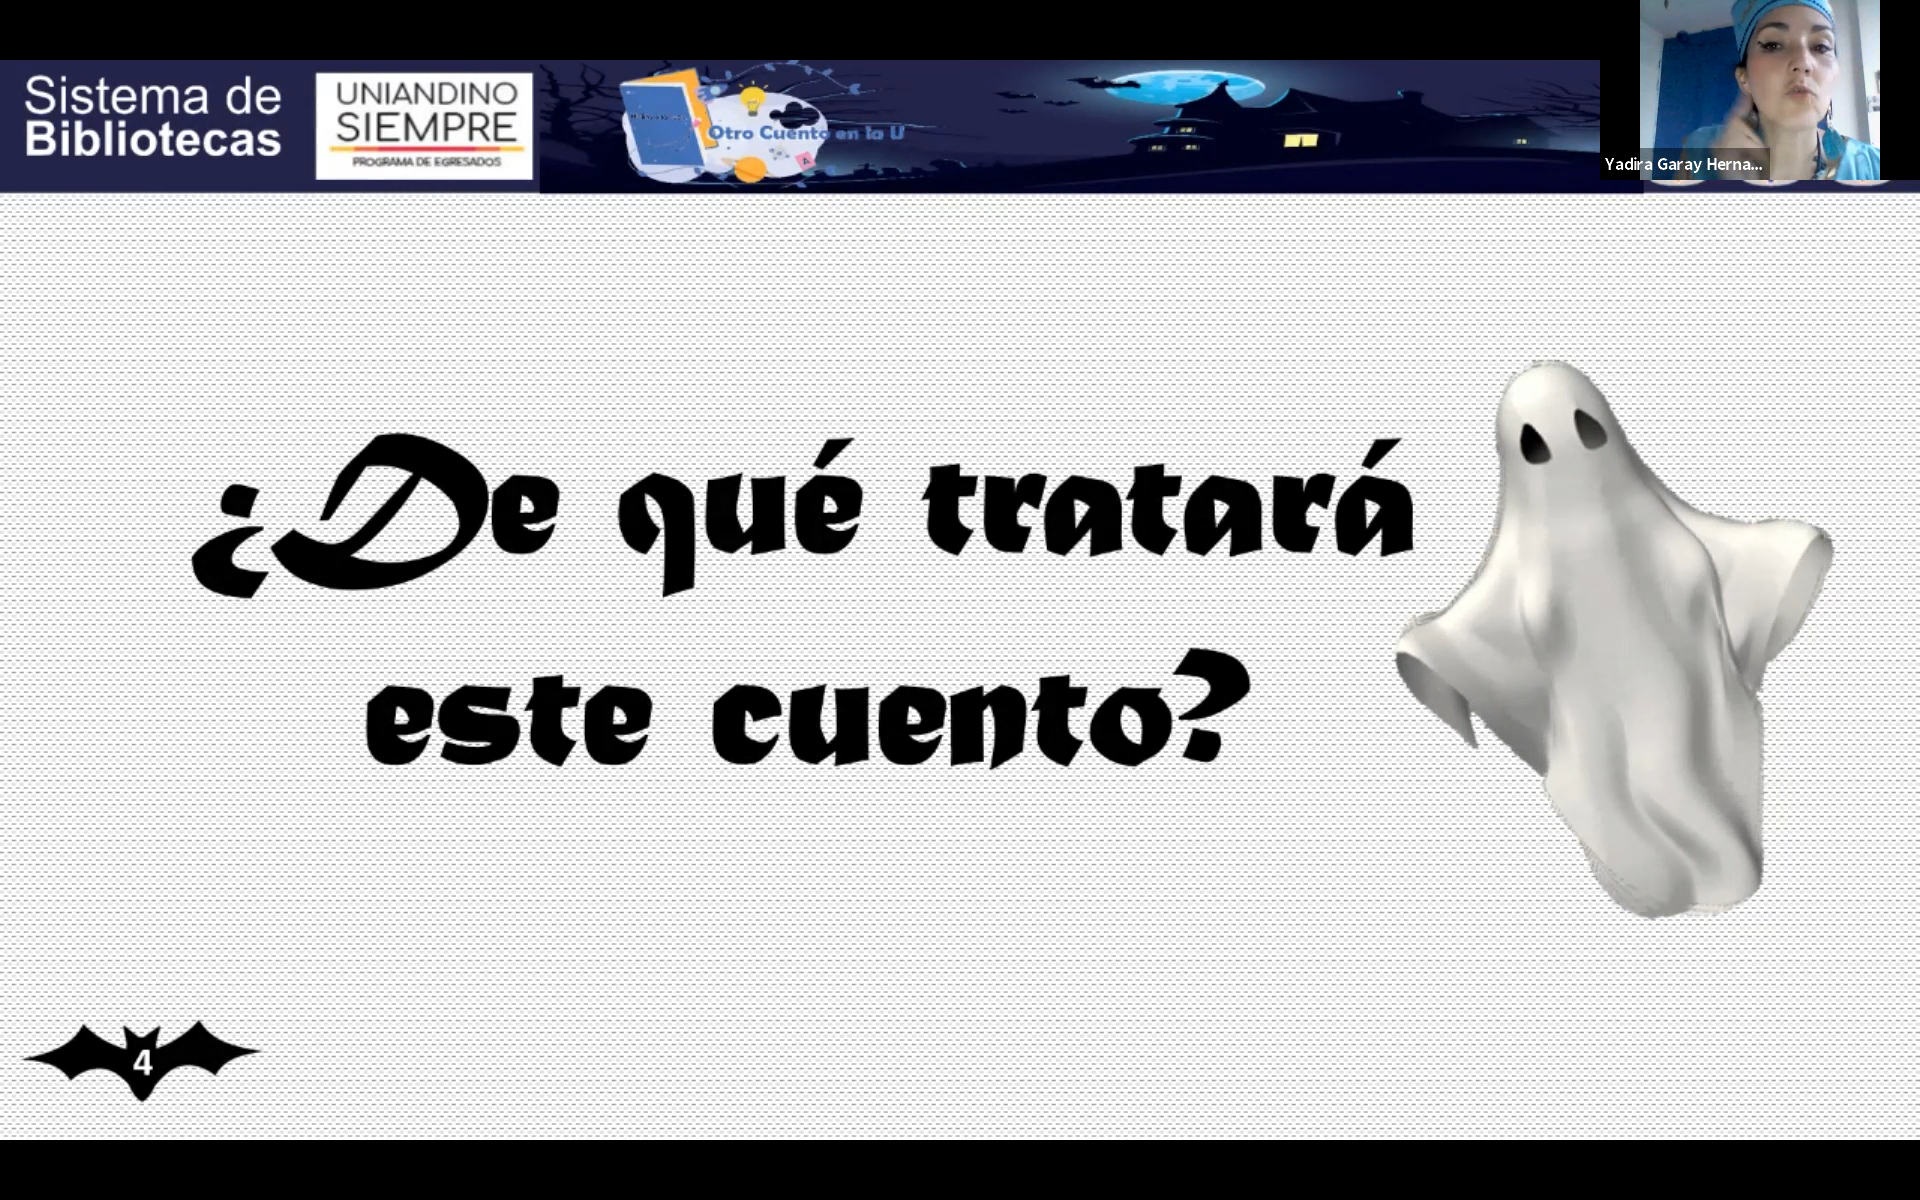 Sistema de
Bibliotecas
UNIANDINO
SIEMPRE
PROGRAMA DE EGRESADOS
Otro Cuento en la U
A
Yadira Garay Herna...
¿De qué tratará
este cuento?
4